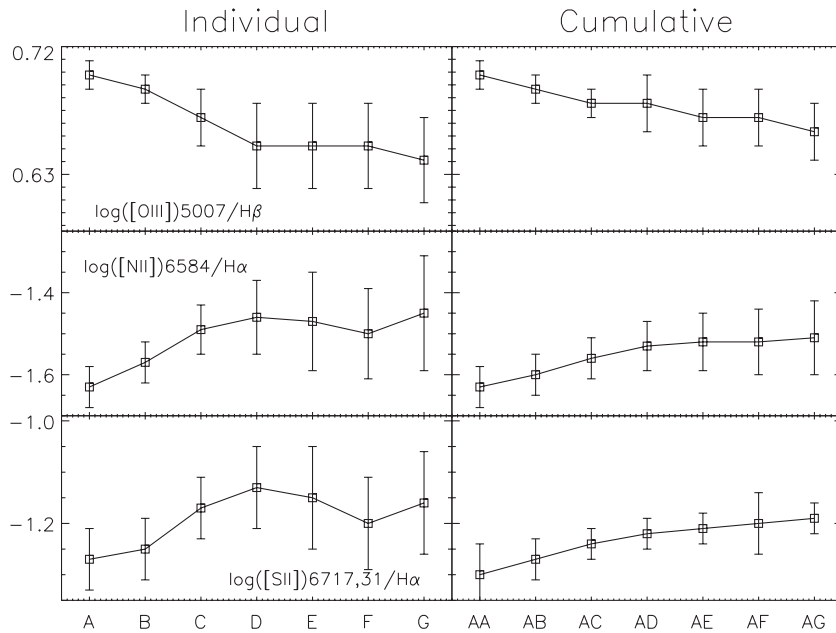 Individual
Cumulative
0.72
0.63
log([OIII])5007/Hβ
log([NII])6584/Hα
−1.4
−1.6
−1.0
−1.2
log([SII])6717,31/Hα
A B C D E F G
AA AB AC AD AE AF AG